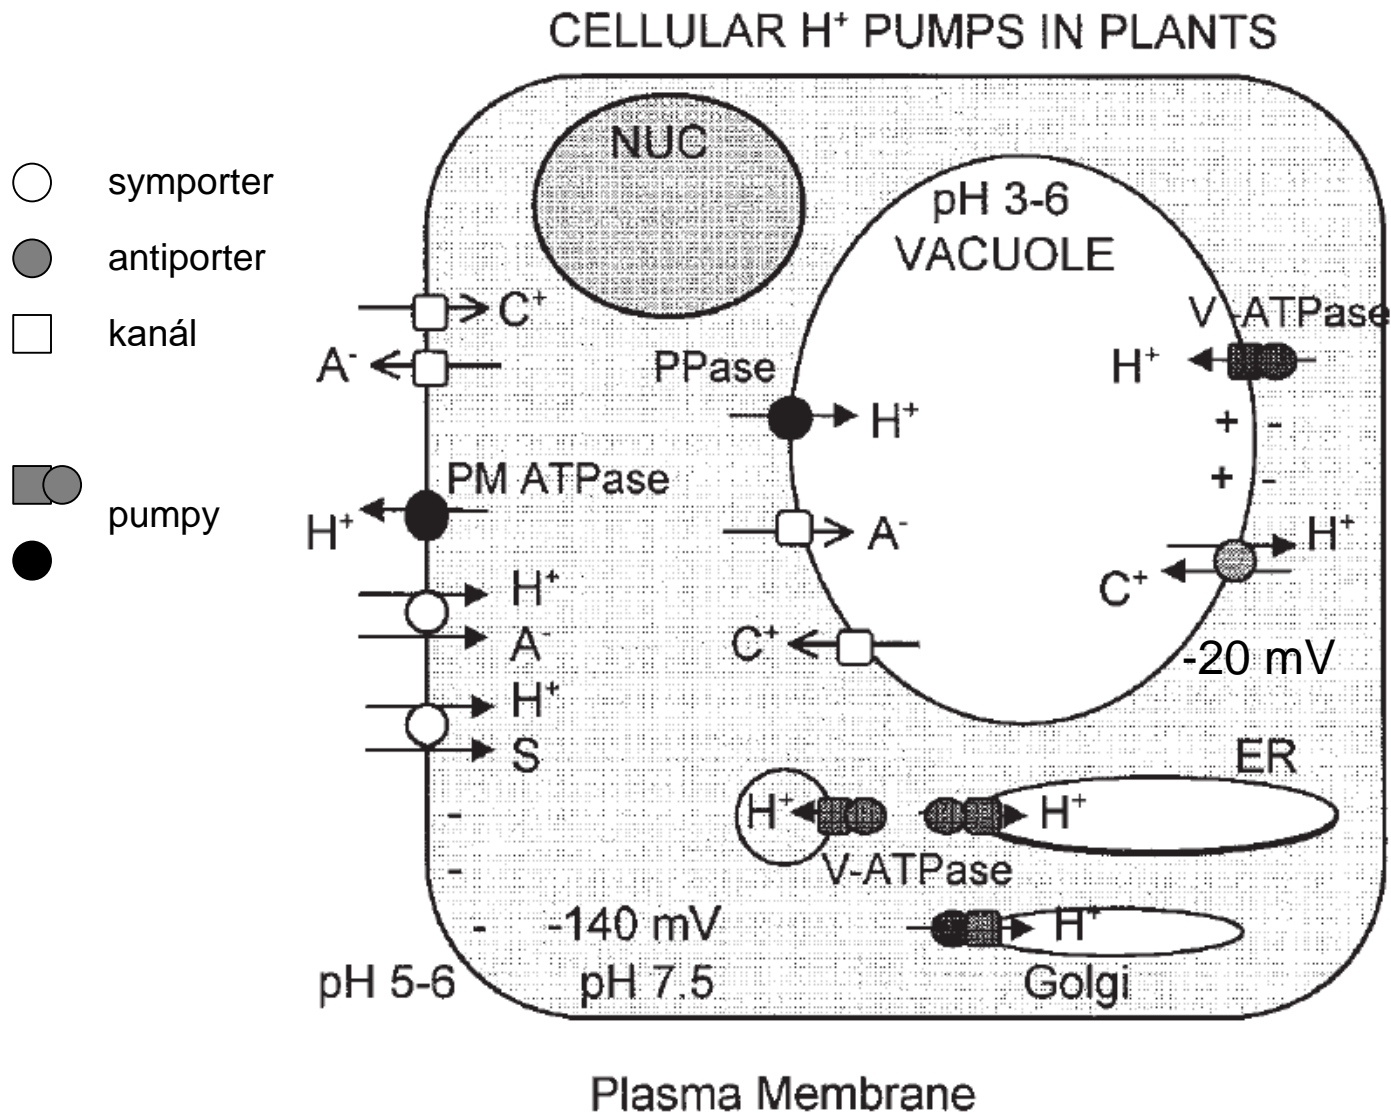 CELLULAR H⁺ PUMPS IN PLANTS
symporter
antiporter
kanál
pumpy
NUC
pH 3-6
VACUOLE
C⁺
A⁻
PPase
H⁺
V-ATPase
H⁺
+ -
+ -
PM ATPase
H⁺
A⁻
H⁺
C⁺
H⁺
A⁻
C⁺
-20 mV
H⁺
S
ER
H⁺
H⁺
V-ATPase
-
-
-
-140 mV
H⁺
pH 5-6
pH 7.5
Golgi
Plasma Membrane